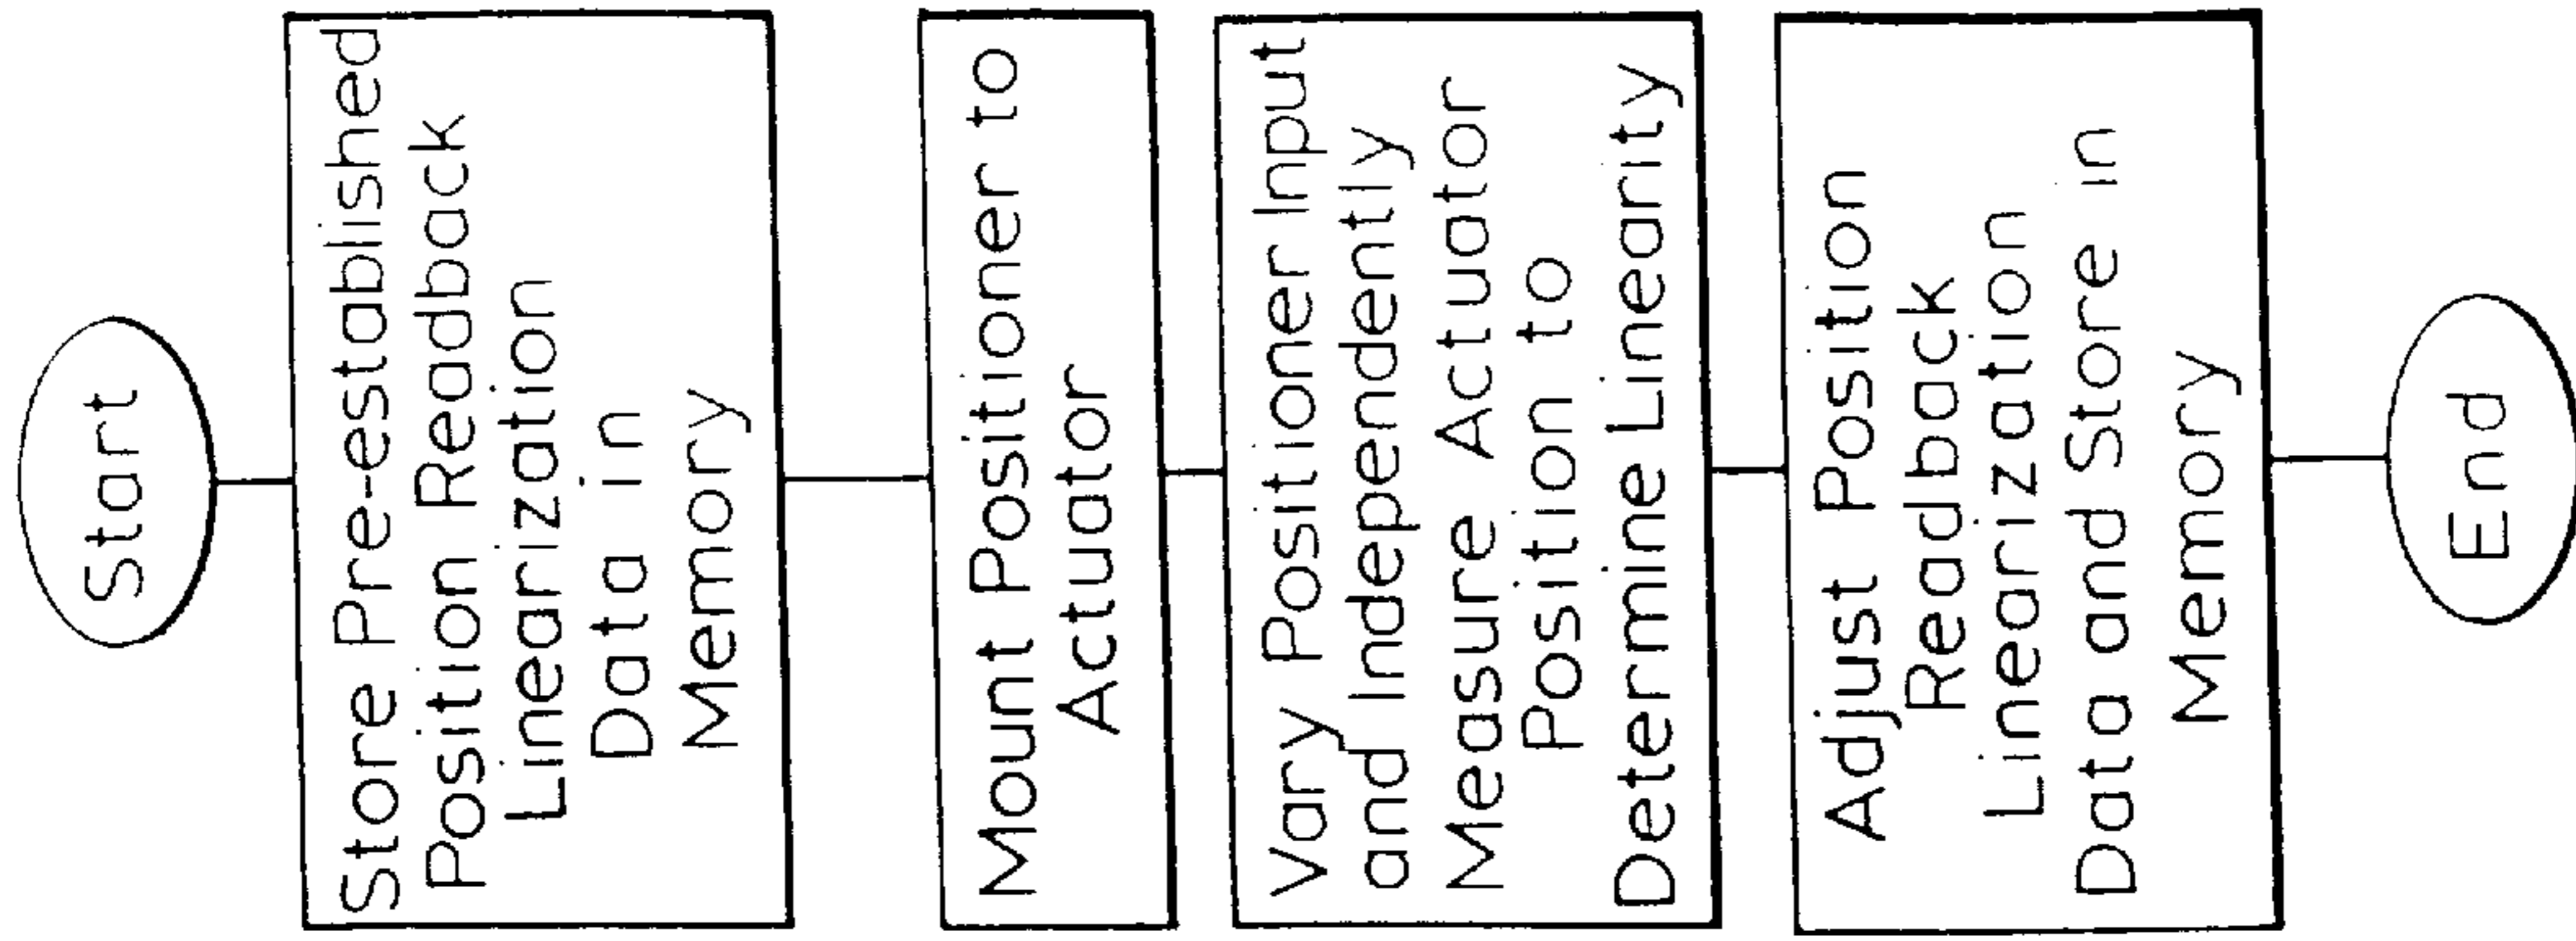 Start
Store Pre-established
Position Readback
Linearization
Data in
Memory
Mount Positioner to
Actuator
Vary Positioner Input
and Independently
Measure Actuator
Position to
Determine Linearity
Adjust Position
Readback
Linearization
Data and Store in
Memory
End